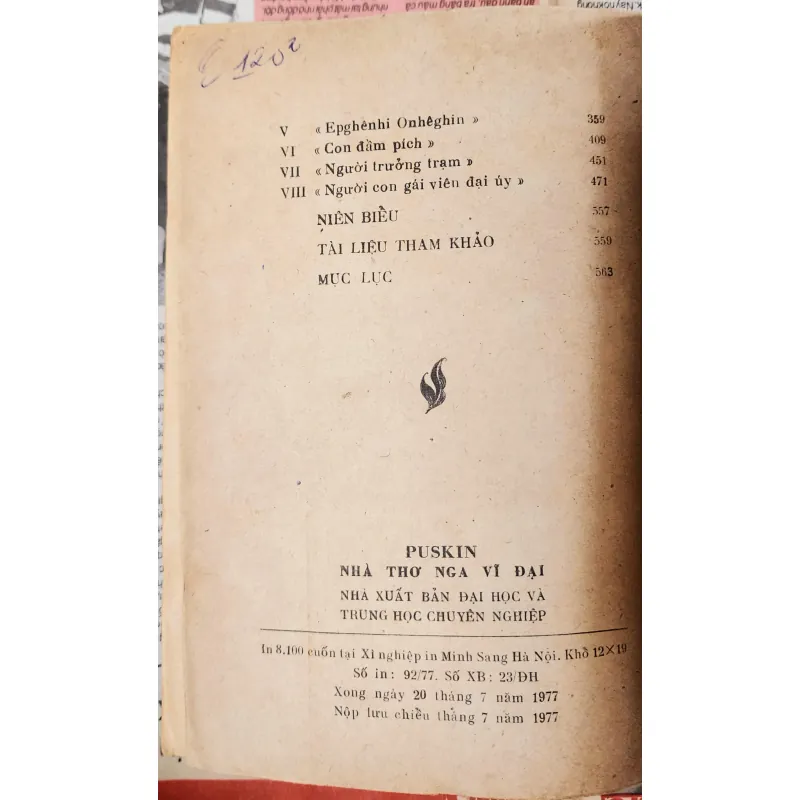 120
V « Epghênhi Onhêghin » 359
VI « Con đầm pích » 409
VII « Người trưởng trạm » 451
VIII « Người con gái viên đại úy » 471
NIÊN BIỂU 557
TÀI LIỆU THAM KHẢO 559
MỤC LỤC 563
PUSKIN
NHÀ THƠ NGA VĨ ĐẠI
NHÀ XUẤT BẢN ĐẠI HỌC VÀ
TRUNG HỌC CHUYÊN NGHIỆP
In 8.100 cuốn tại Xí nghiệp in Minh Sang Hà Nội. Khổ 12×19
Số in: 92/77. Số XB: 23/ĐH
Xong ngày 20 tháng 7 năm 1977
Nộp lưu chiểu tháng 7 năm 1977